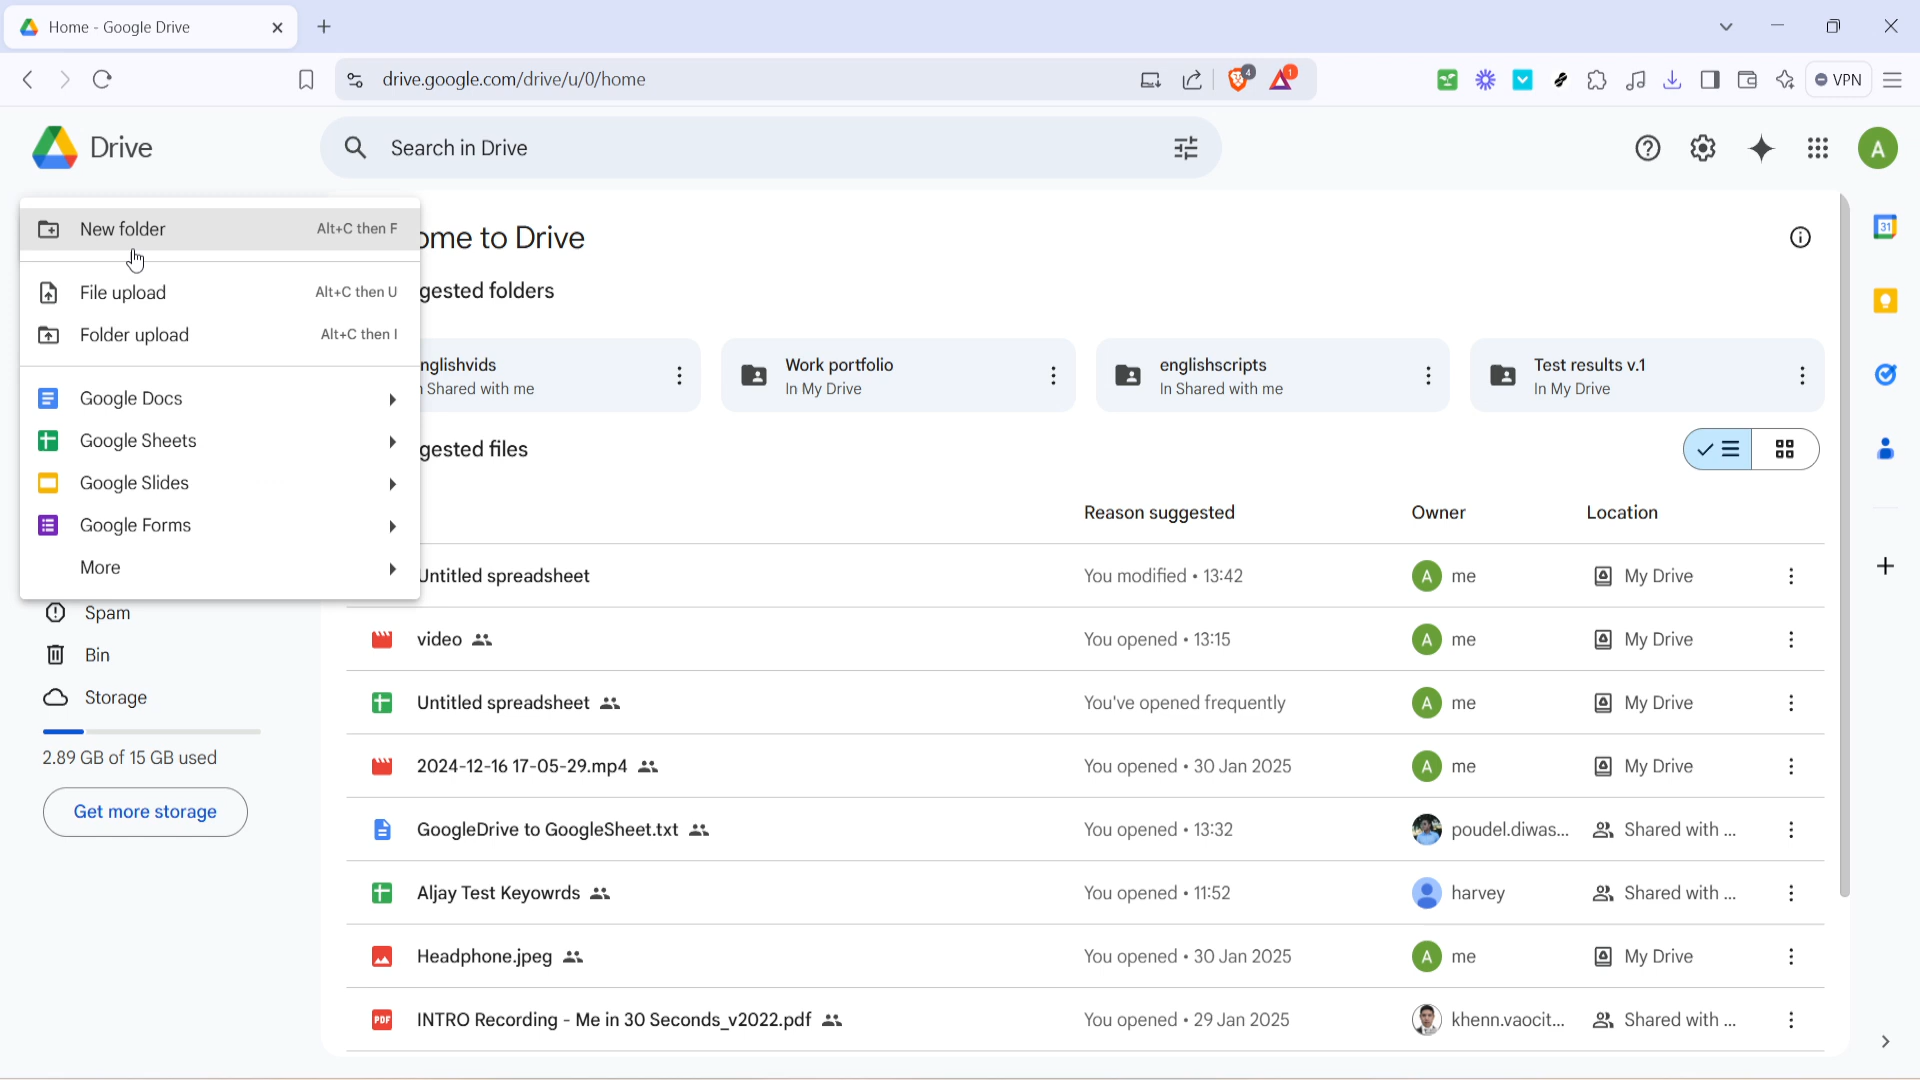 Home - Google Drive
drive.google.com/drive/u/0/home
4
1
VPN
Drive
Search in Drive
A
New folder Alt+C then F
File upload Alt+C then U
Folder upload Alt+C then I
Google Docs
Google Sheets
Google Slides
Google Forms
More
Spam
Bin
Storage
2.89 GB of 15 GB used
Get more storage
ome to Drive
gested folders
nglishvids
Shared with me
Work portfolio
In My Drive
englishscripts
In Shared with me
Test results v.1
In My Drive
gested files
Reason suggested Owner Location
Untitled spreadsheet You modified • 13:42 A me My Drive
video You opened • 13:15 A me My Drive
Untitled spreadsheet You've opened frequently A me My Drive
2024-12-16 17-05-29.mp4 You opened • 30 Jan 2025 A me My Drive
GoogleDrive to GoogleSheet.txt You opened • 13:32 poudel.diwas... Shared with ...
Aljay Test Keyowrds You opened • 11:52 harvey Shared with ...
Headphone.jpeg You opened • 30 Jan 2025 A me My Drive
PDF INTRO Recording - Me in 30 Seconds_v2022.pdf You opened • 29 Jan 2025 khenn.vaocit... Shared with ...
31